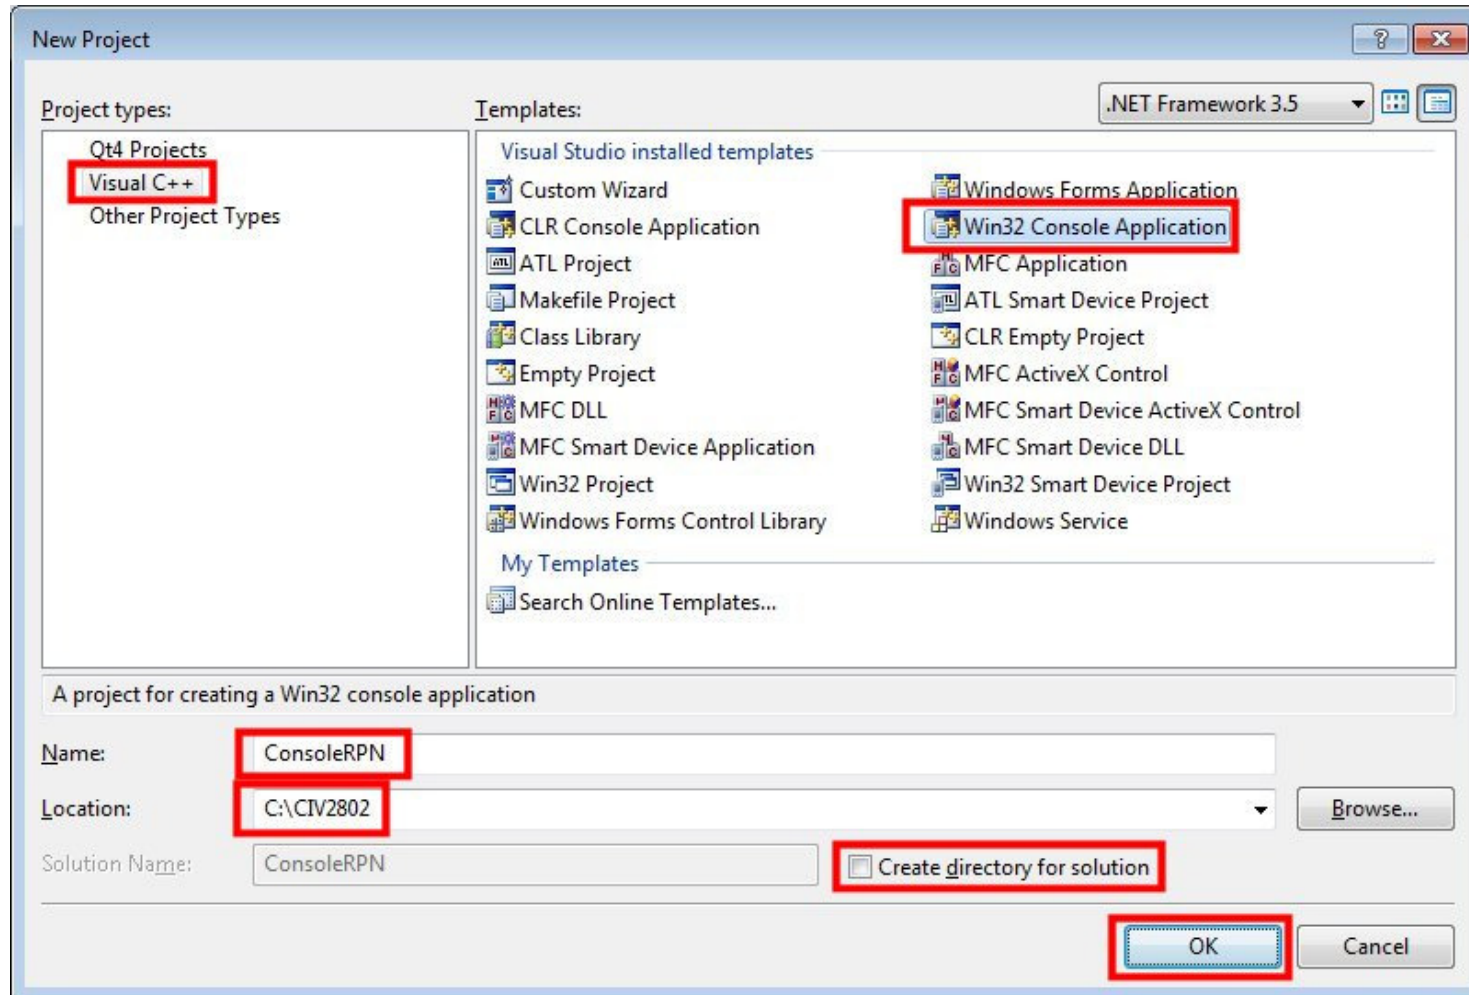 New Project
Project types:
Templates:
.NET Framework 3.5
Qt4 Projects
Visual C++
Other Project Types
Visual Studio installed templates
Custom Wizard
Windows Forms Application
CLR Console Application
Win32 Console Application
ATL Project
MFC Application
Makefile Project
ATL Smart Device Project
Class Library
CLR Empty Project
Empty Project
MFC ActiveX Control
MFC DLL
MFC Smart Device ActiveX Control
MFC Smart Device Application
MFC Smart Device DLL
Win32 Project
Win32 Smart Device Project
Windows Forms Control Library
Windows Service
My Templates
Search Online Templates...
A project for creating a Win32 console application
Name:
ConsoleRPN
Location:
C:\CIV2802
Browse...
Solution Name:
ConsoleRPN
Create directory for solution
OK
Cancel